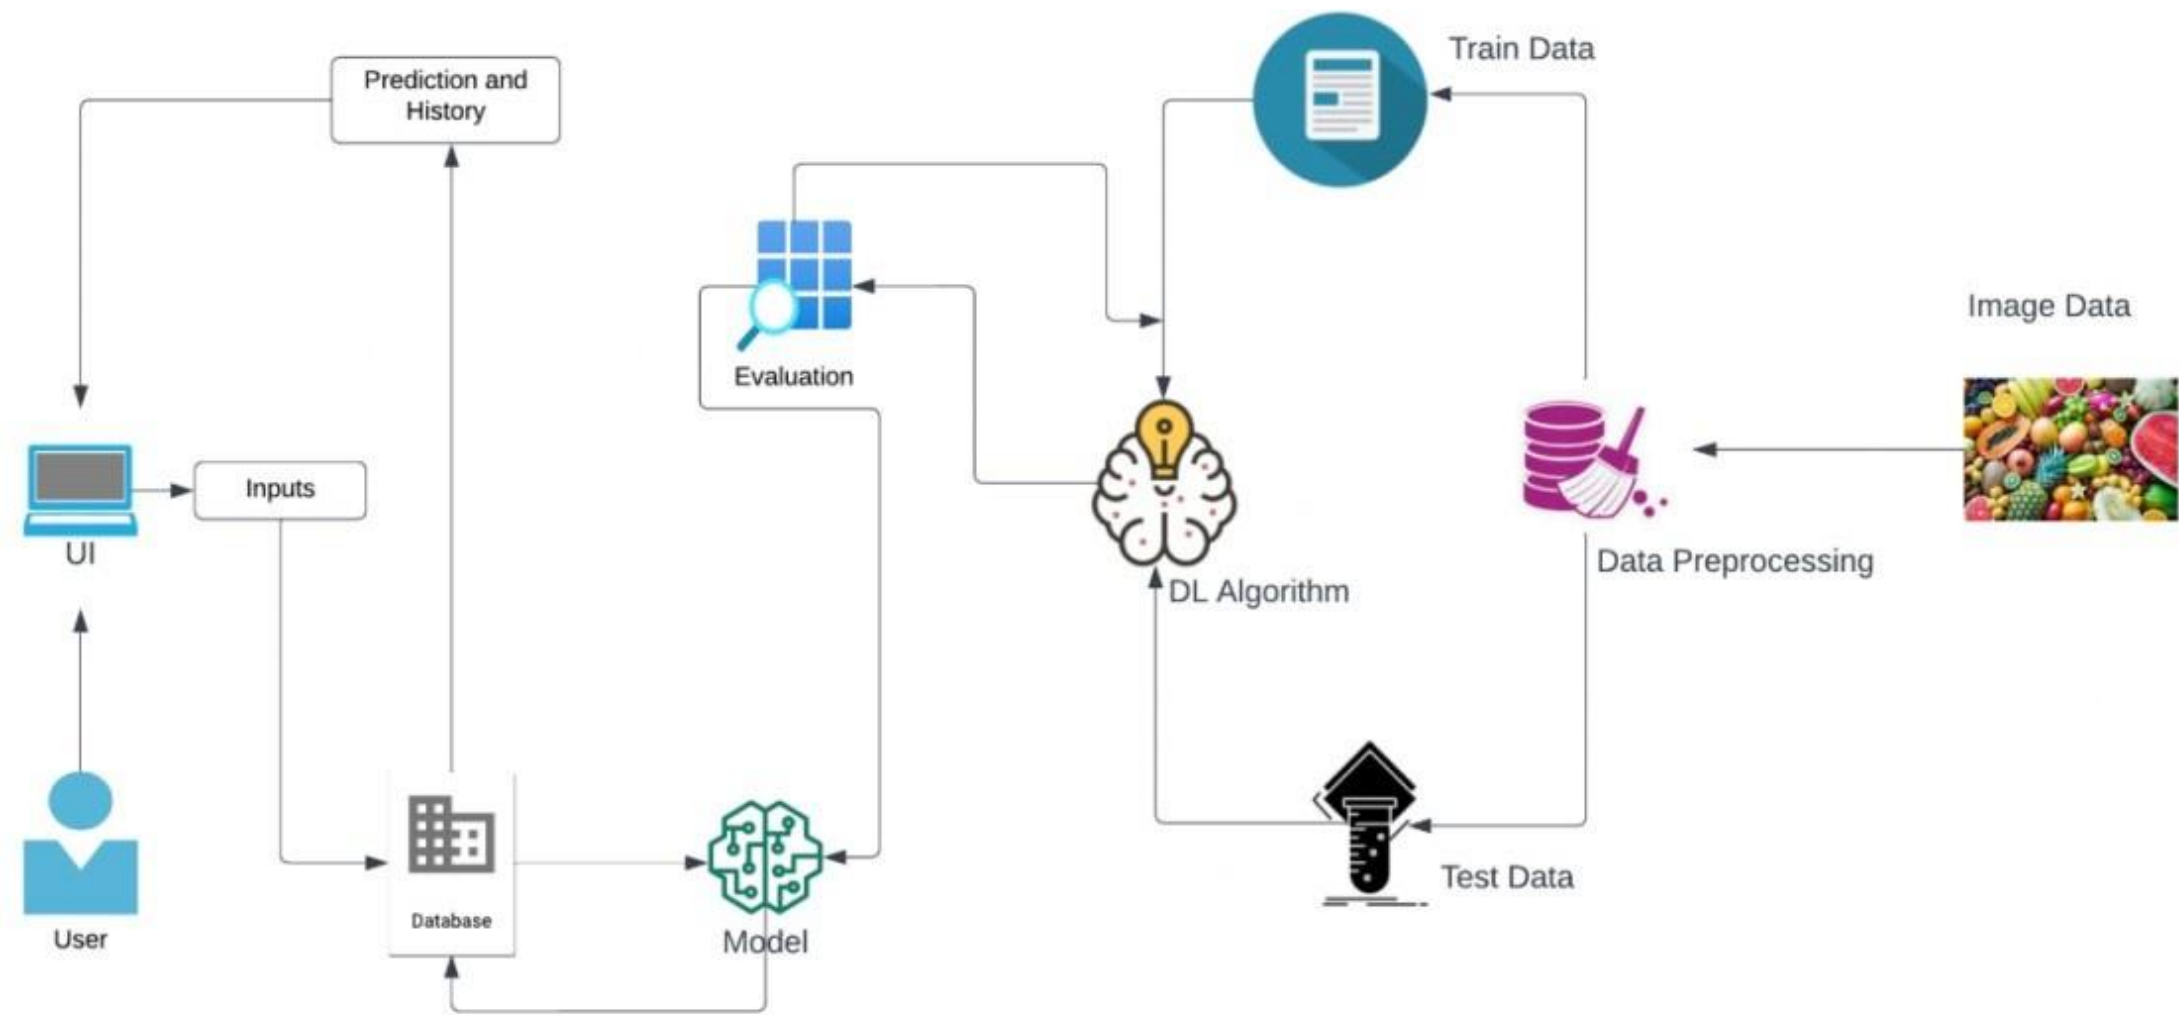 Train Data
Prediction and
History
Image Data
Evaluation
Inputs
UI
Data Preprocessing
DL Algorithm
Test Data
Database
User
Model